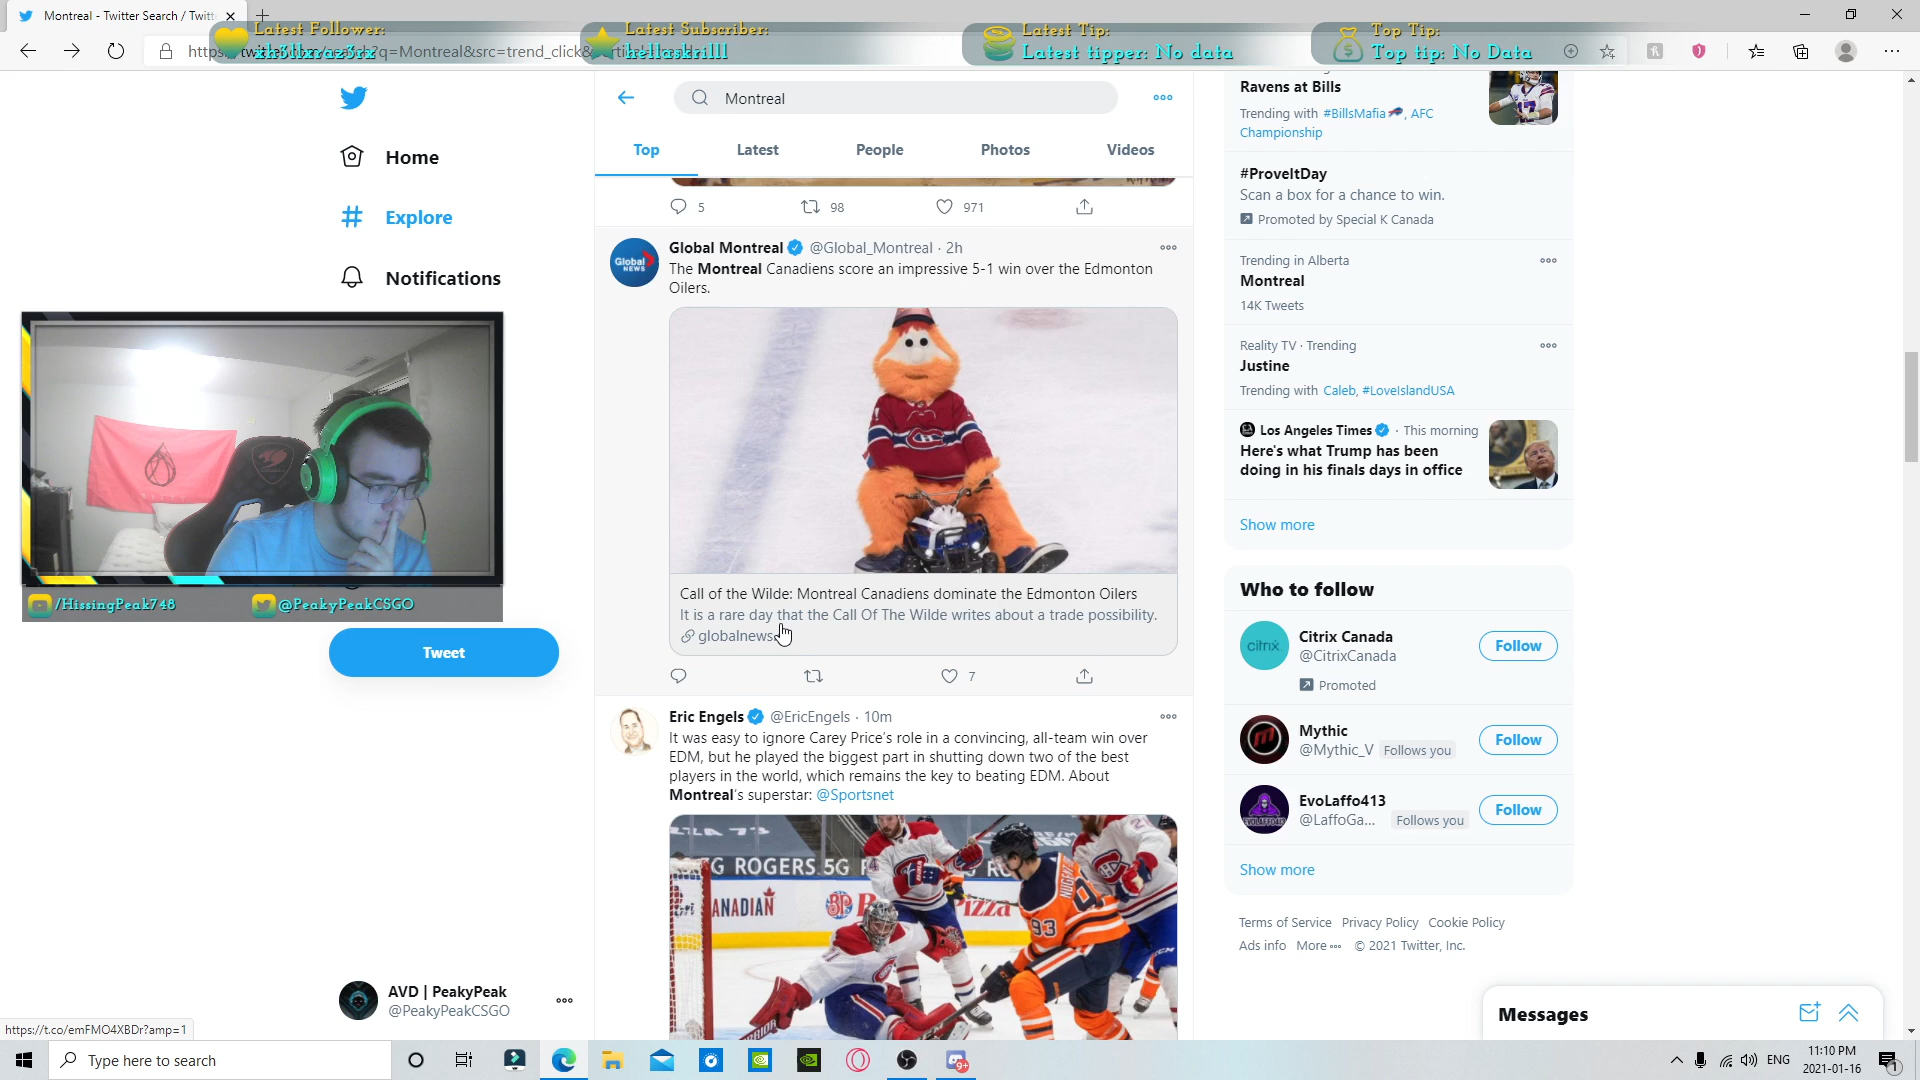 Montreal - Twitter Search / Twitt
Latest Follower:
Latest Subscriber:
hellaskrilll
Latest Tip:
Latest tipper: No data
Top Tip:
Top tip: No Data
Montreal
Top
Latest
People
Photos
Videos
Home
Explore
Notifications
/HissingPeak748
@PeakyPeakCSGO
Tweet
AVD | PeakyPeak
@PeakyPeakCSGO
5
98
971
Global Montreal @Global_Montreal · 2h
Global
NEWS
The Montreal Canadiens score an impressive 5-1 win over the Edmonton
Oilers.
Call of the Wilde: Montreal Canadiens dominate the Edmonton Oilers
It is a rare day that the Call Of The Wilde writes about a trade possibility.
globalnews
7
Eric Engels @EricEngels · 10m
It was easy to ignore Carey Price's role in a convincing, all-team win over
EDM, but he played the biggest part in shutting down two of the best
players in the world, which remains the key to beating EDM. About
Montreal's superstar: @Sportsnet
5G ROGERS 5G
ANADIAN
izza
93
Ravens at Bills
Trending with #BillsMafia, AFC
Championship
#ProveItDay
Scan a box for a chance to win.
Promoted by Special K Canada
Trending in Alberta
Montreal
14K Tweets
Reality TV · Trending
Justine
Trending with Caleb, #LoveIslandUSA
Los Angeles Times · This morning
Here's what Trump has been
doing in his finals days in office
Show more
Who to follow
citrix
Citrix Canada
@CitrixCanada
Promoted
Follow
Mythic
@Mythic_V Follows you
Follow
EvoLaffo413
@LaffoGa... Follows you
Follow
Show more
Terms of Service Privacy Policy Cookie Policy
Ads info More © 2021 Twitter, Inc.
Messages
https://t.co/emFMO4XBDr?amp=1
Type here to search
9+
ENG
11:10 PM
2021-01-16
1